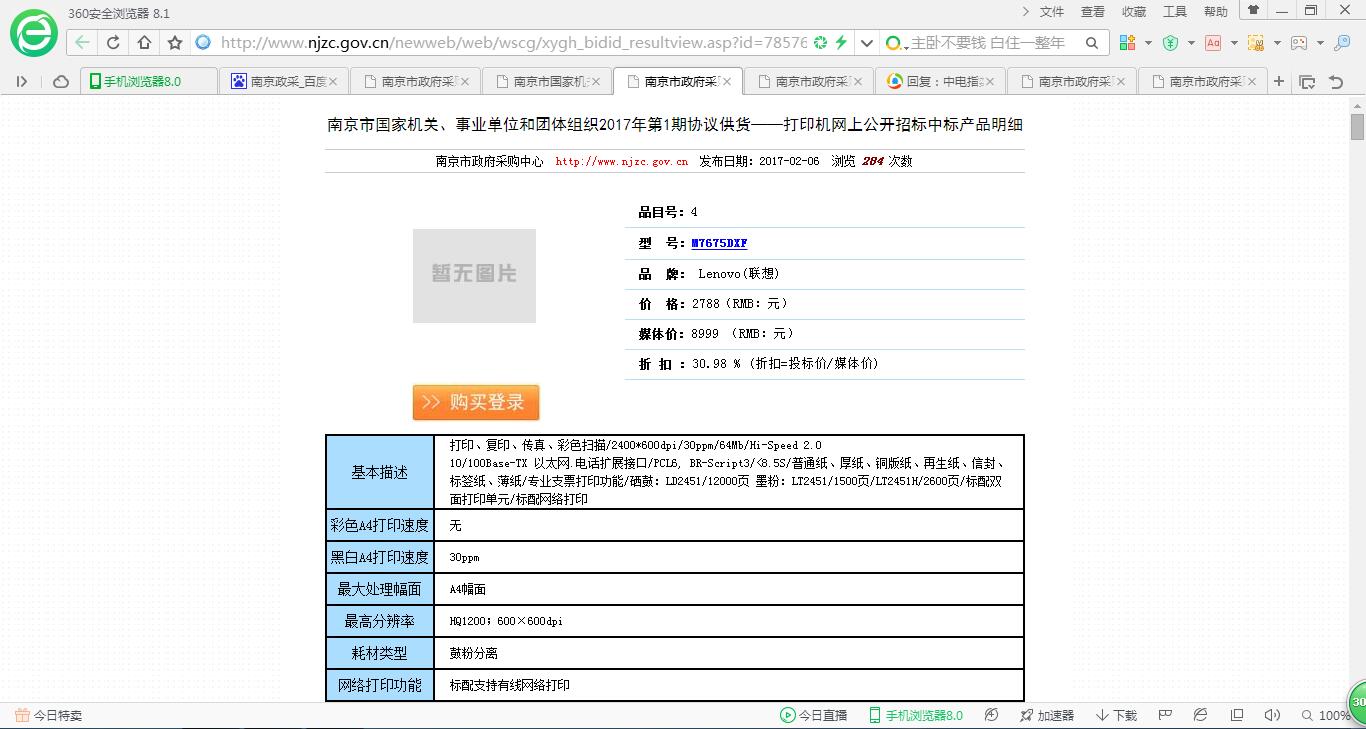 360安全浏览器 8.1
文件 查看 收藏 工具 帮助
http://www.njzc.gov.cn/newweb/web/wscg/xygh_bidid_resultview.asp?id=78576
主卧不要钱 白住一整年
手机浏览器8.0
南京政采_百度
南京市政府采
南京市国家机
南京市政府采
南京市政府采
回复：中电指
南京市政府采
南京市政府采
南京市国家机关、事业单位和团体组织2017年第1期协议供货——打印机网上公开招标中标产品明细
南京市政府采购中心 http://www.njzc.gov.cn 发布日期：2017-02-06 浏览 264 次数
品目号：4
暂无图片
型 号：M7675DXF
品 牌： Lenovo(联想)
价 格：2788（RMB：元）
媒体价：8999 （RMB：元）
折 扣 ：30.98 % (折扣=投标价/媒体价)
>> 购买登录
基本描述
打印、复印、传真、彩色扫描/2400*600dpi/30ppm/64Mb/Hi-Speed 2.0
10/100Base-TX 以太网.电话扩展接口/PCL6, BR-Script3/<8.5S/普通纸、厚纸、铜版纸、再生纸、信封、
标签纸、薄纸/专业支票打印功能/硒鼓：LD2451/12000页 墨粉：LT2451/1500页/LT2451H/2600页/标配双
面打印单元/标配网络打印
彩色A4打印速度 无
黑白A4打印速度 30ppm
最大处理幅面 A4幅面
最高分辨率 HQ1200；600×600dpi
耗材类型 鼓粉分离
网络打印功能 标配支持有线网络打印
今日特卖
今日直播
手机浏览器8.0
加速器
下载
100%
30